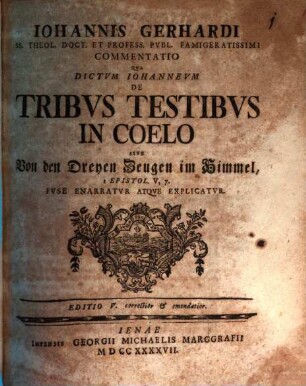 IOHANNIS GERHARDI
SS. THEOL. DOCT. ET PROFESS. PVBL. FAMIGERATISSIMI
COMMENTATIO
QVA
DICTVM IOHANNEVM
DE
TRIBVS TESTIBVS
IN COELO
SIVE
Von den Dreyen Zeugen im Himmel,
1 EPISTOL. V, 7.
FVSE ENARRATVR ATQVE EXPLICATVR.
EDITIO V. correctior & emendatior.
IENAE
IMPENSIS GEORGII MICHAELIS MARGGRAFII
M D CC XXXXVII.